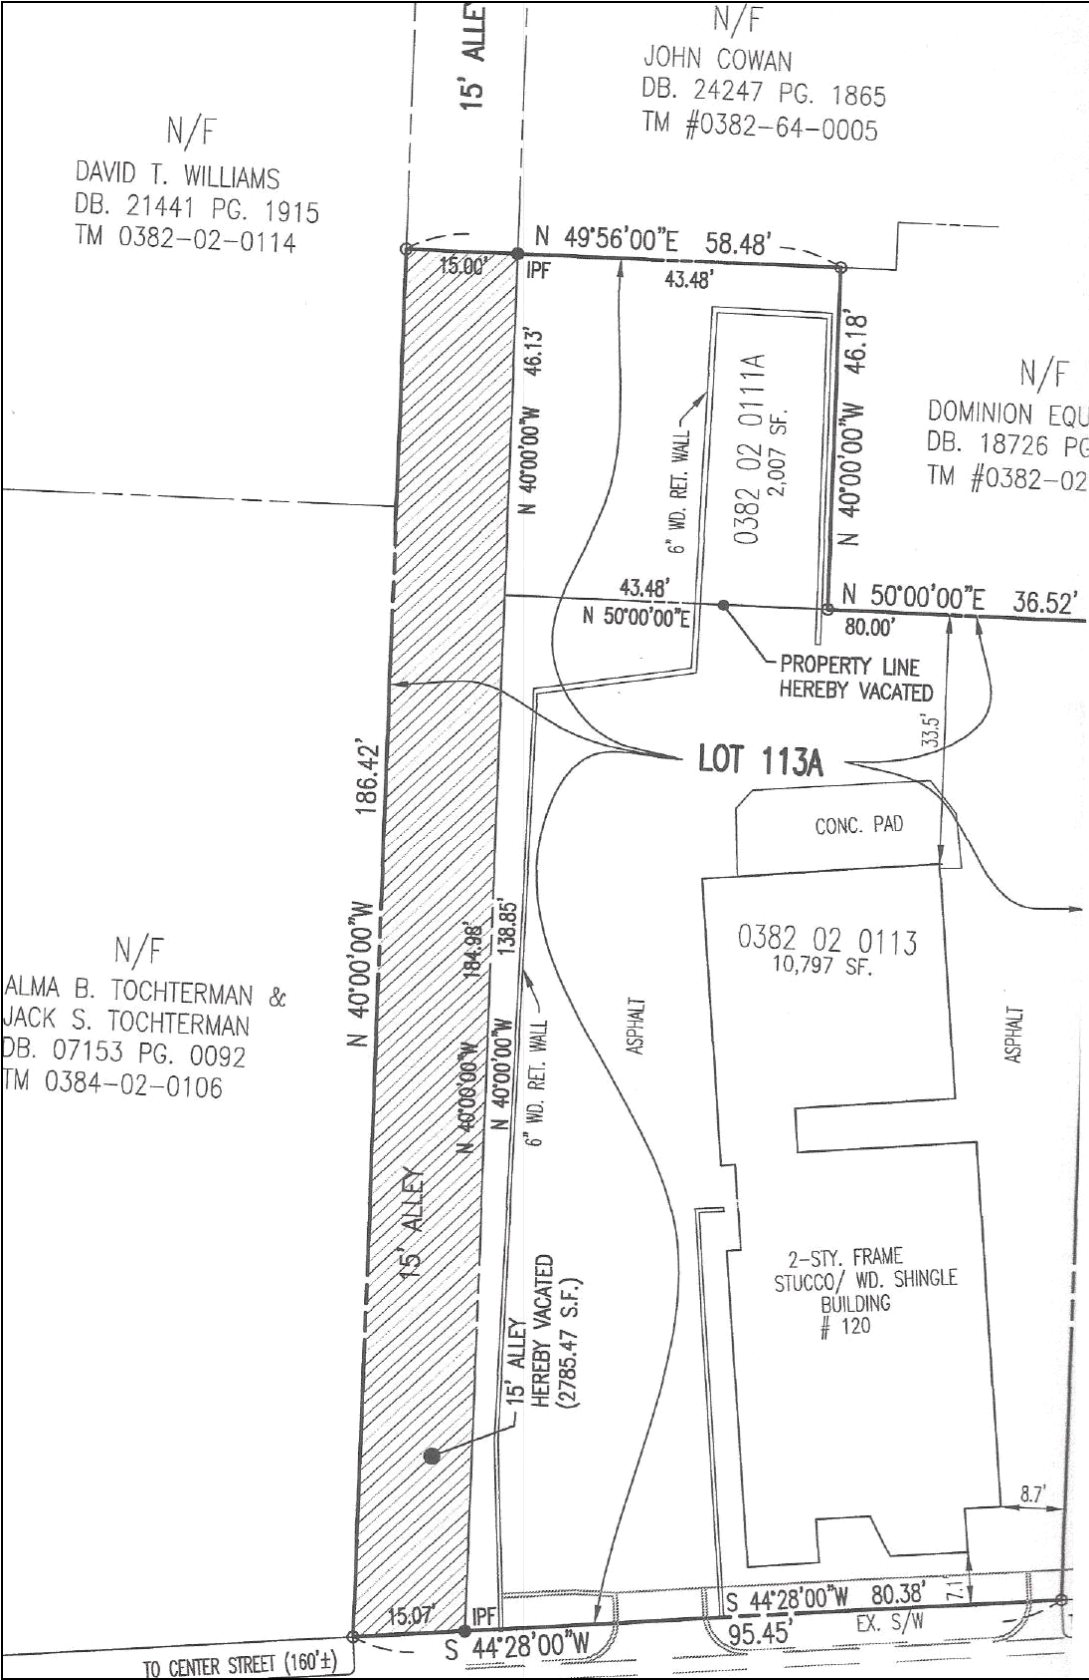 15' ALLEY
N/F
JOHN COWAN
DB. 24247 PG. 1865
TM #0382-64-0005
N/F
DAVID T. WILLIAMS
DB. 21441 PG. 1915
TM 0382-02-0114
N 49°56'00"E 58.48'
15.00'
IPF
43.48'
N 40°00'00"W 46.13'
6" WD. RET. WALL
0382 02 0111A
2,007 SF.
N 40°00'00"W 46.18'
N/F
DOMINION EQU
DB. 18726 PG
TM #0382-02
43.48'
N 50°00'00"E
N 50°00'00"E 36.52'
80.00'
PROPERTY LINE
HEREBY VACATED
33.5'
LOT 113A
CONC. PAD
N 40°00'00"W 186.42'
N 40°00'00"W 184.98'
N 40°00'00"W 138.85'
6" WD. RET. WALL
0382 02 0113
10,797 SF.
ASPHALT
ASPHALT
N/F
ALMA B. TOCHTERMAN &
JACK S. TOCHTERMAN
DB. 07153 PG. 0092
TM 0384-02-0106
15' ALLEY
15' ALLEY
HEREBY VACATED
(2785.47 S.F.)
2-STY. FRAME
STUCCO/ WD. SHINGLE
BUILDING
# 120
8.7'
7.1
S 44°28'00"W 80.38'
15.07'
IPF
S 44°28'00"W
95.45'
EX. S/W
TO CENTER STREET (160'±)